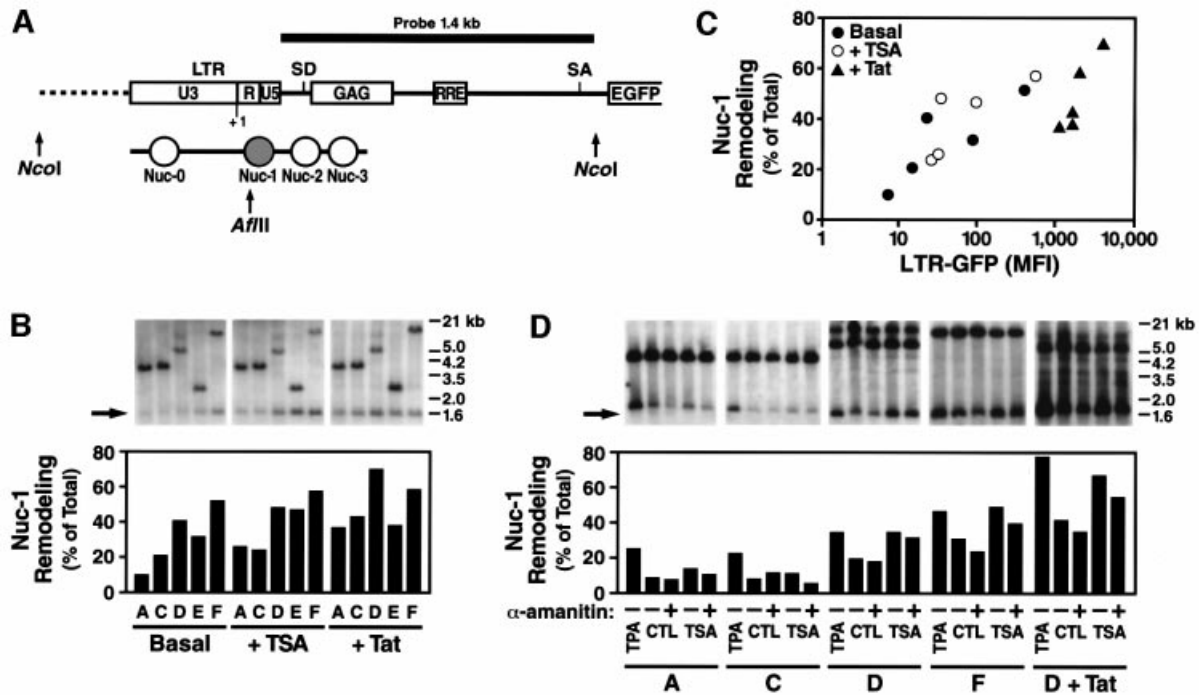 A
Probe 1.4 kb
LTR SD SA
U3 R U5 GAG RRE EGFP
+1
NcoI Nuc-0 Nuc-1 Nuc-2 Nuc-3 NcoI
AflII
C
Nuc-1
Remodeling
(% of Total)
80
60
40
20
0
Basal
+ TSA
+ Tat
1 10 100 1,000 10,000
LTR-GFP (MFI)
B
21 kb
5.0
4.2
3.5
2.0
1.6
Nuc-1
Remodeling
(% of Total)
80
60
40
20
0
A C D E F A C D E F A C D E F
Basal + TSA + Tat
D
21 kb
5.0
4.2
3.5
2.0
1.6
Nuc-1
Remodeling
(% of Total)
80
60
40
20
0
α-amanitin: – – + – + – – + – + – – + – + – – + – + – – + – +
TPA CTL TSA TPA CTL TSA TPA CTL TSA TPA CTL TSA TPA CTL TSA
A C D F D + Tat